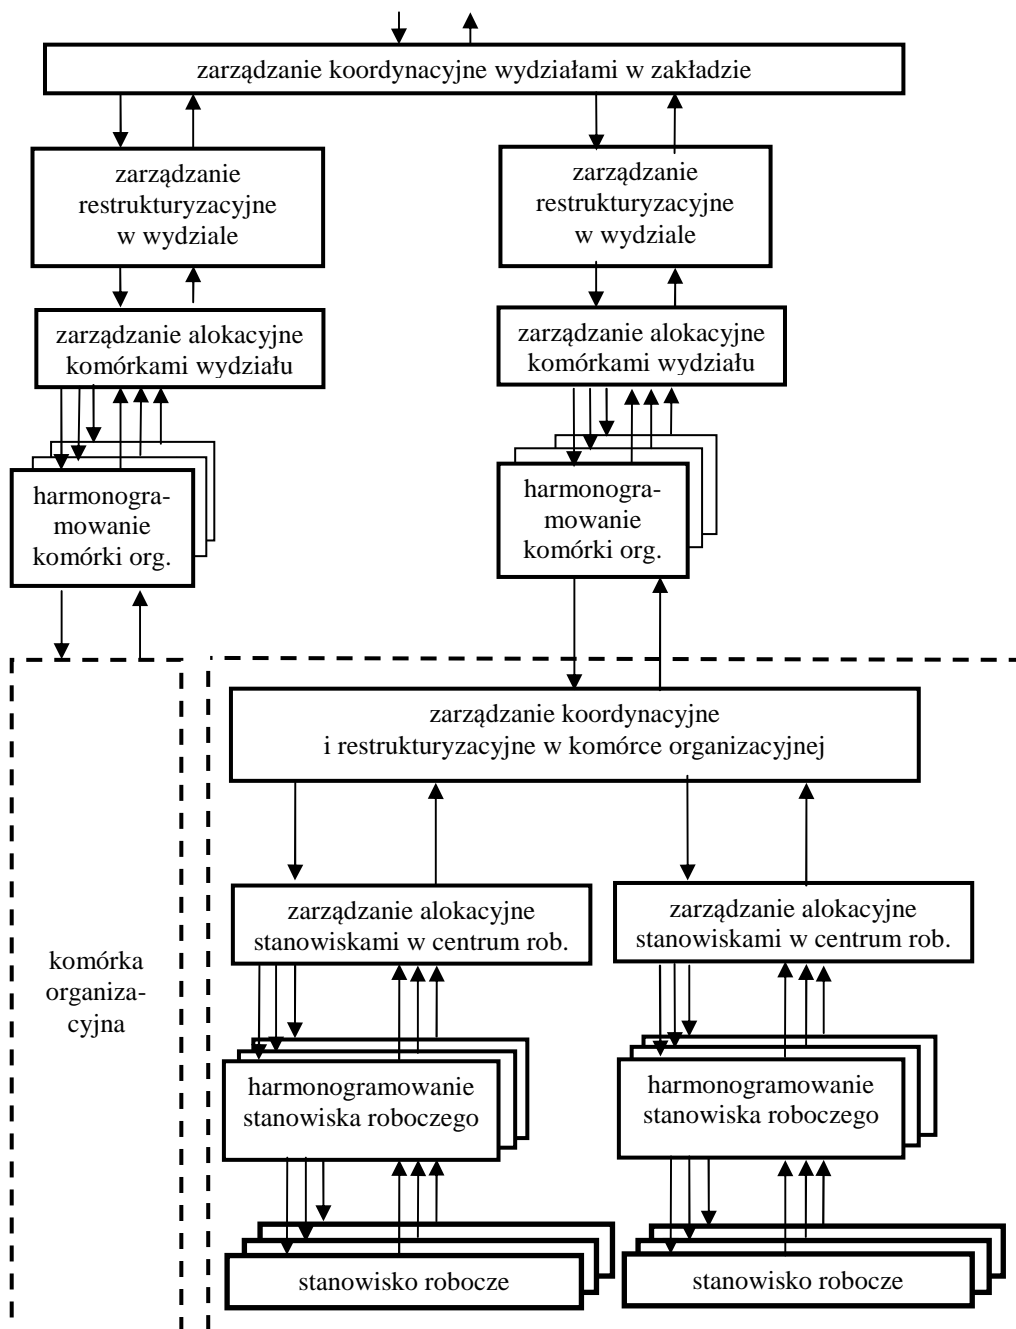 zarządzanie koordynacyjne wydziałami w zakładzie
zarządzanie
restrukturyzacyjne
w wydziale
zarządzanie
restrukturyzacyjne
w wydziale
zarządzanie alokacyjne
komórkami wydziału
zarządzanie alokacyjne
komórkami wydziału
harmonogra-
mowanie
komórki org.
harmonogra-
mowanie
komórki org.
zarządzanie koordynacyjne
i restrukturyzacyjne w komórce organizacyjnej
zarządzanie alokacyjne
stanowiskami w centrum rob.
zarządzanie alokacyjne
stanowiskami w centrum rob.
komórka
organiza-
cyjna
harmonogramowanie
stanowiska roboczego
harmonogramowanie
stanowiska roboczego
stanowisko robocze
stanowisko robocze